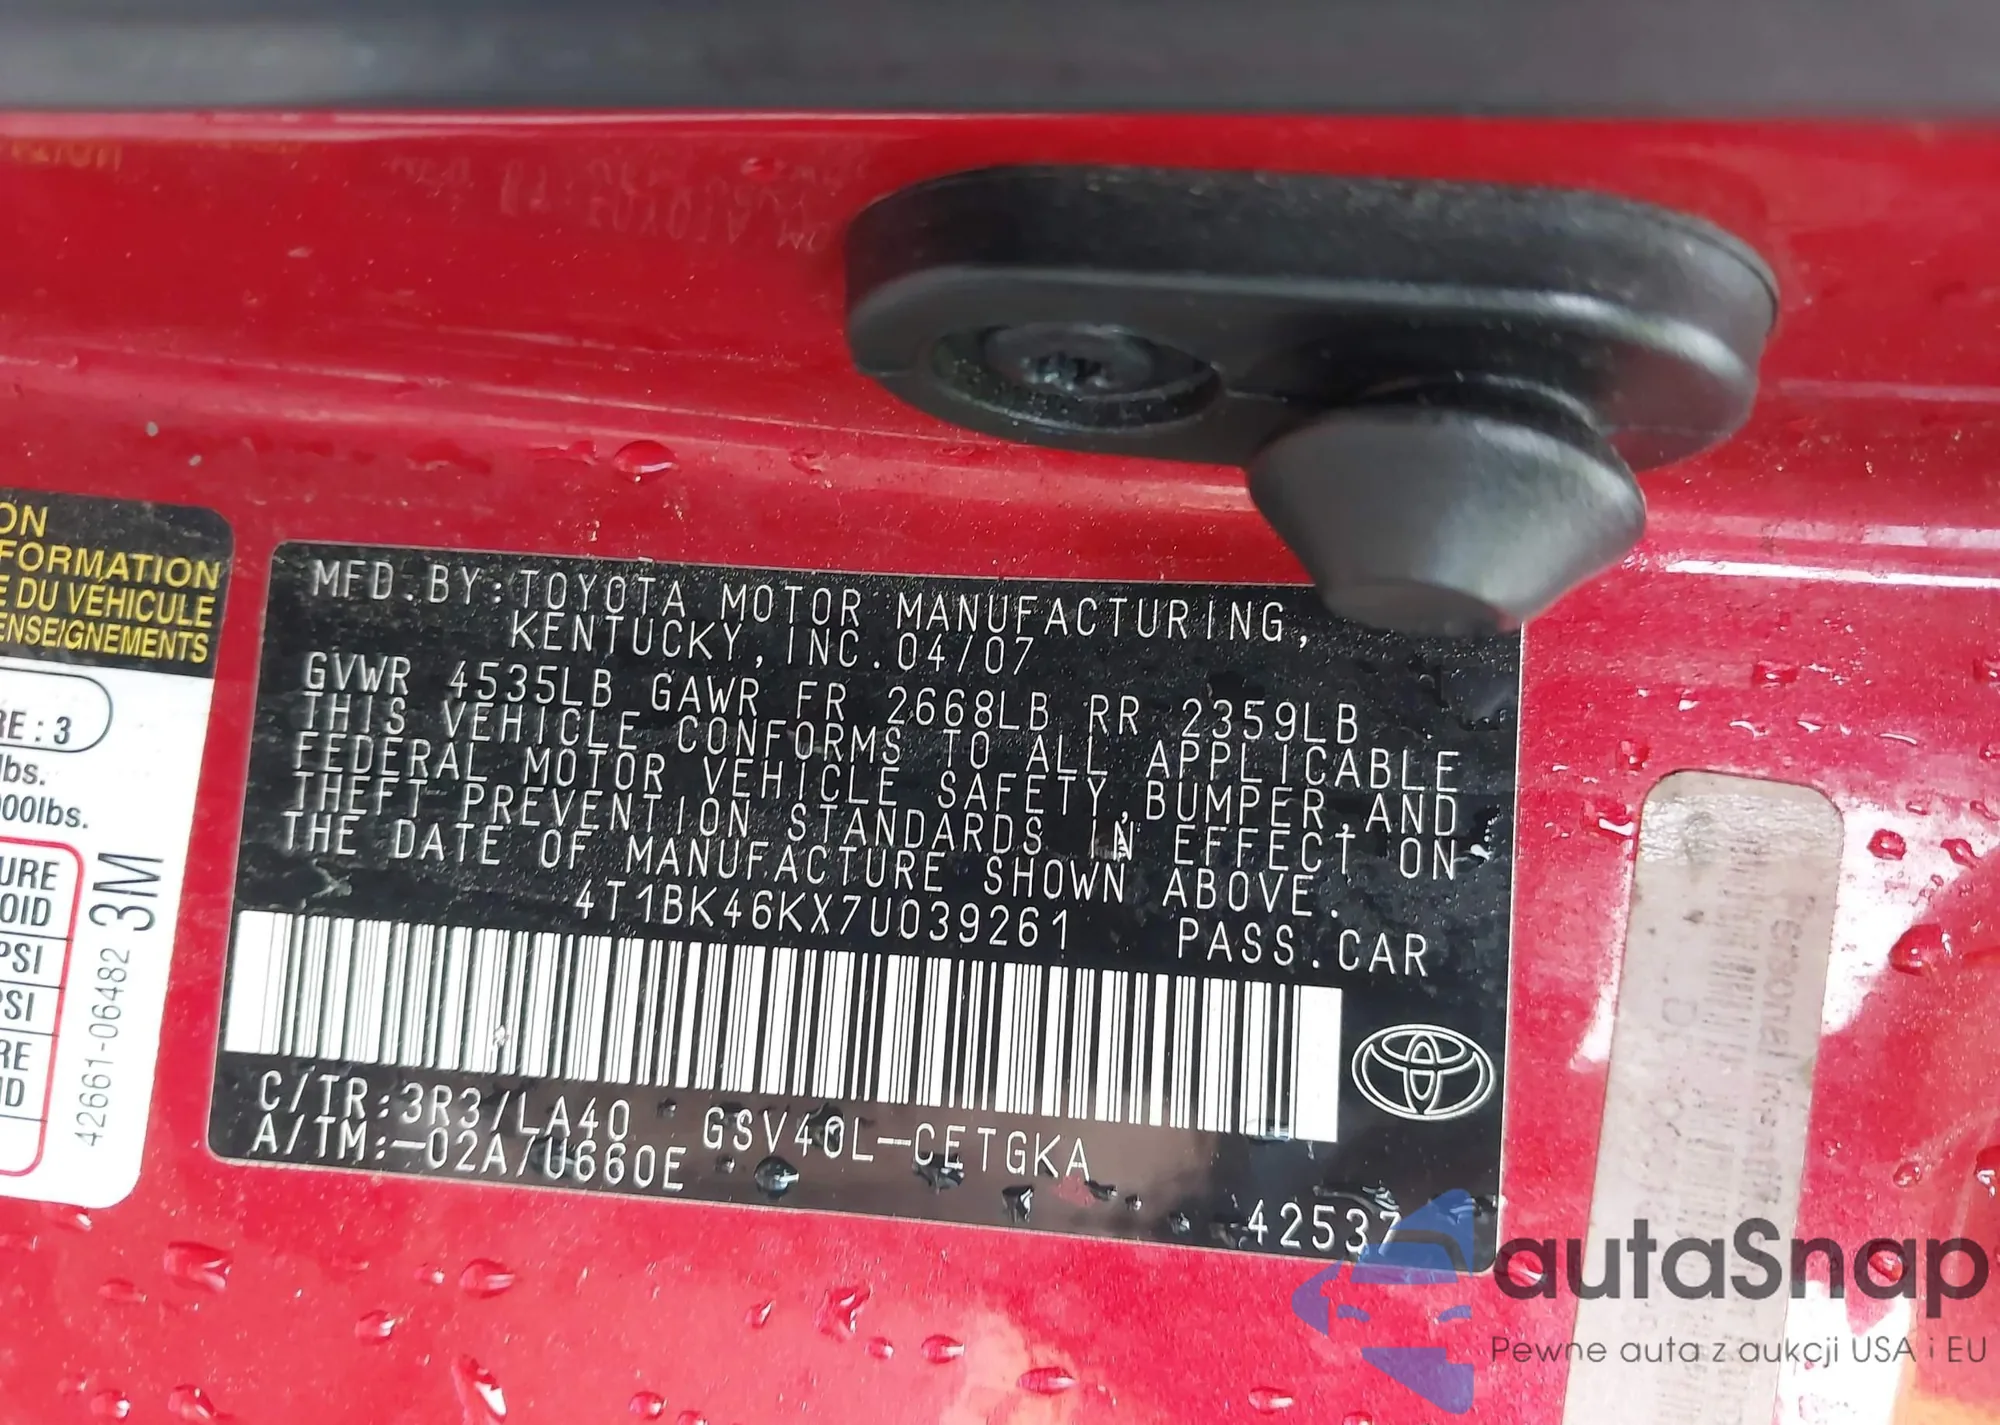 ON
FORMATION
E DU VÉHICULE
ENSEIGNEMENTS
RE : 3
lbs.
00lbs.
URE
OID
PSI
PSI
RE
ID
42661-06482 3M
MFD.BY:TOYOTA MOTOR MANUFACTURING,
KENTUCKY,INC.04/07
GVWR 4535LB GAWR FR 2668LB RR 2359LB
THIS VEHICLE CONFORMS TO ALL APPLICABLE
FEDERAL MOTOR VEHICLE SAFETY,BUMPER,AND
THEFT PREVENTION STANDARDS IN EFFECT ON
THE DATE OF MANUFACTURE SHOWN ABOVE.
4T1BK46KX7U039261 PASS.CAR
C/TR:3R3/LA40 GSV40L-CETGKA
A/TM:-02A/U660E
42537
autaSnap
Pewne auta z aukcji USA i EU